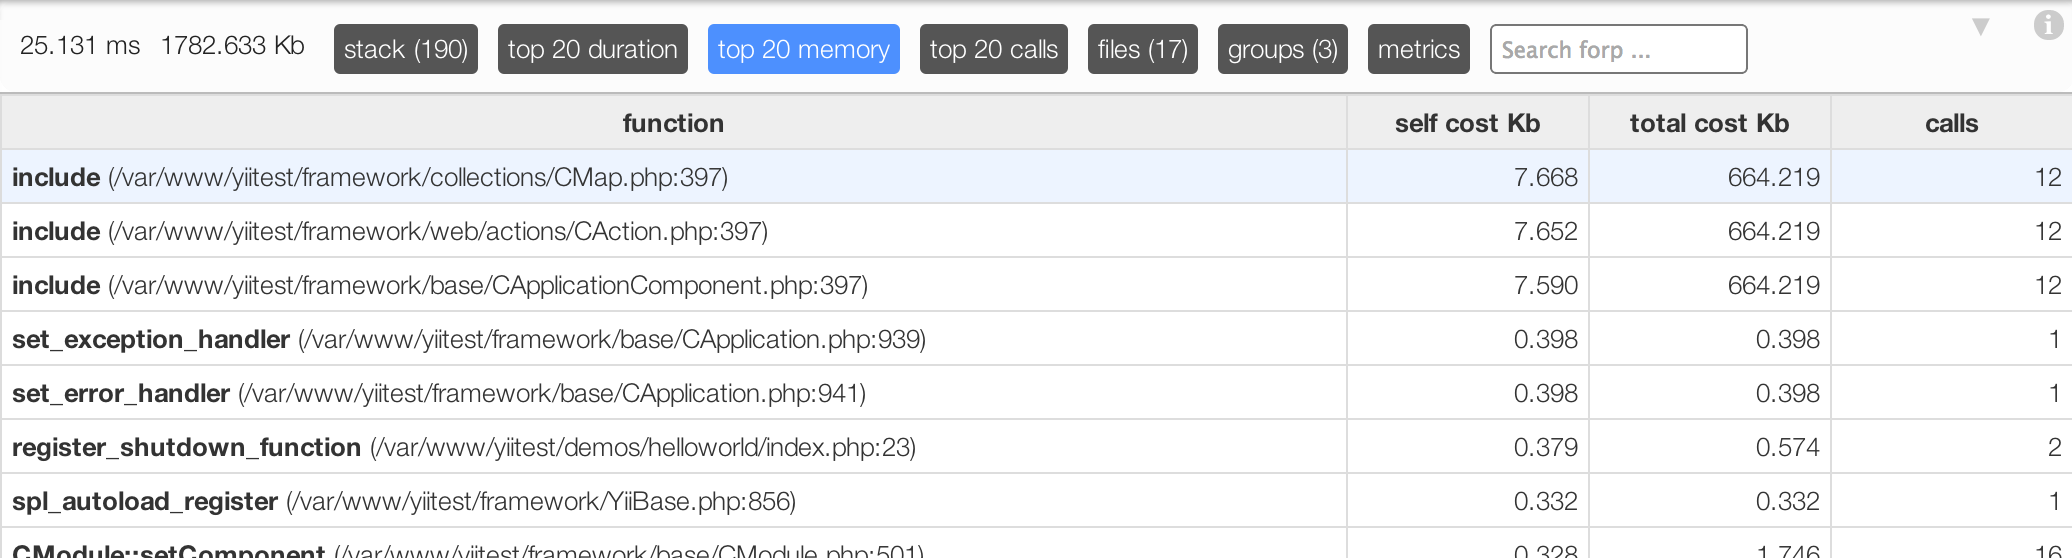 25.131 ms 1782.633 Kb stack (190) top 20 duration top 20 memory top 20 calls files (17) groups (3) metrics Search forp ... ▼ i
function self cost Kb total cost Kb calls
include (/var/www/yiitest/framework/collections/CMap.php:397) 7.668 664.219 12
include (/var/www/yiitest/framework/web/actions/CAction.php:397) 7.652 664.219 12
include (/var/www/yiitest/framework/base/CApplicationComponent.php:397) 7.590 664.219 12
set_exception_handler (/var/www/yiitest/framework/base/CApplication.php:939) 0.398 0.398 1
set_error_handler (/var/www/yiitest/framework/base/CApplication.php:941) 0.398 0.398 1
register_shutdown_function (/var/www/yiitest/demos/helloworld/index.php:23) 0.379 0.574 2
spl_autoload_register (/var/www/yiitest/framework/YiiBase.php:856) 0.332 0.332 1
CModule::setComponent (/var/www/yiitest/framework/base/CModule.php:501) 0.328 1.746 16